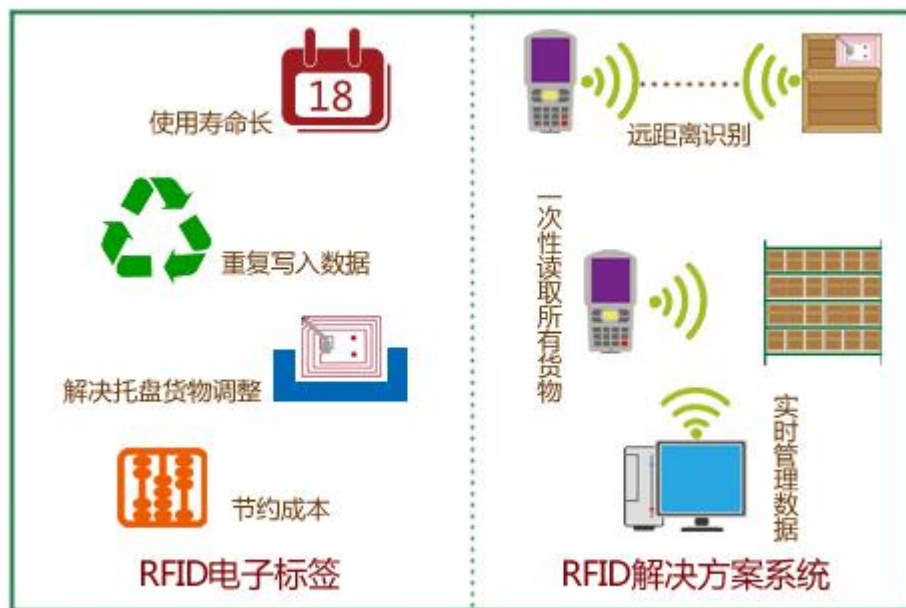 18
使用寿命长
重复写入数据
解决托盘货物调整
节约成本
RFID电子标签
远距离识别
一次性读取所有货物
实时管理数据
RFID解决方案系统